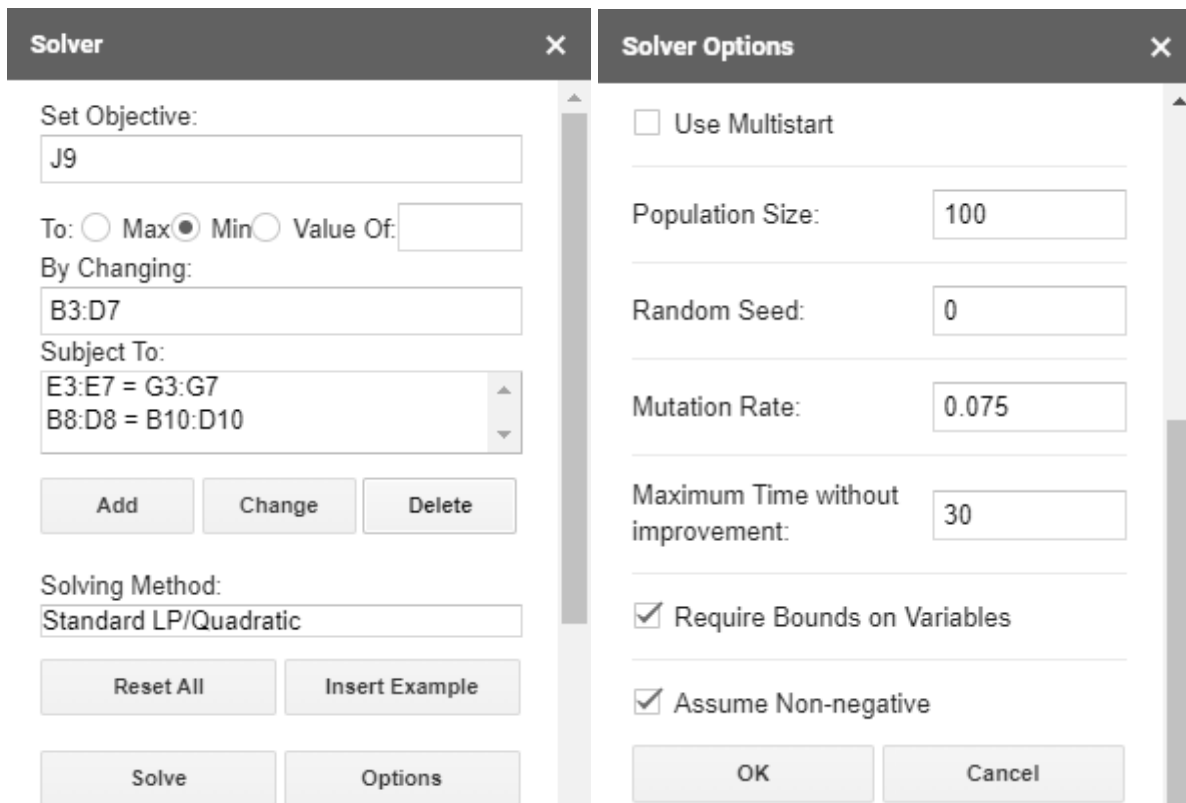 Solver ×
Set Objective:
J9
To: Max Min Value Of:
By Changing:
B3:D7
Subject To:
E3:E7 = G3:G7
B8:D8 = B10:D10
Add Change Delete
Solving Method:
Standard LP/Quadratic
Reset All Insert Example
Solve Options
Solver Options ×
Use Multistart
Population Size: 100
Random Seed: 0
Mutation Rate: 0.075
Maximum Time without
improvement: 30
Require Bounds on Variables
Assume Non-negative
OK Cancel